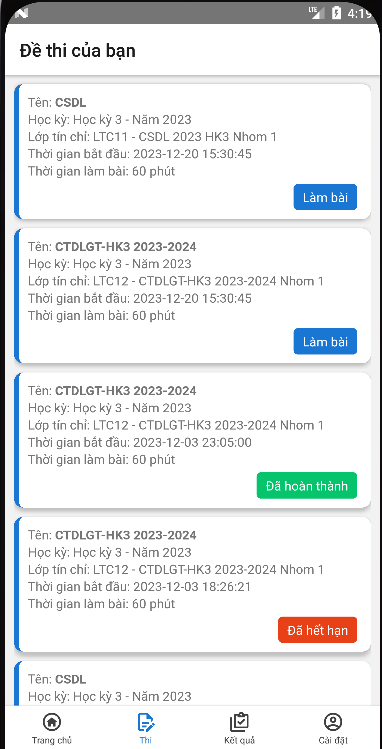 LTE 4:19
Đề thi của bạn
Tên: CSDL
Học kỳ: Học kỳ 3 - Năm 2023
Lớp tín chỉ: LTC11 - CSDL 2023 HK3 Nhom 1
Thời gian bắt đầu: 2023-12-20 15:30:45
Thời gian làm bài: 60 phút
Làm bài
Tên: CTDLGT-HK3 2023-2024
Học kỳ: Học kỳ 3 - Năm 2023
Lớp tín chỉ: LTC12 - CTDLGT-HK3 2023-2024 Nhom 1
Thời gian bắt đầu: 2023-12-20 15:30:45
Thời gian làm bài: 60 phút
Làm bài
Tên: CTDLGT-HK3 2023-2024
Học kỳ: Học kỳ 3 - Năm 2023
Lớp tín chỉ: LTC12 - CTDLGT-HK3 2023-2024 Nhom 1
Thời gian bắt đầu: 2023-12-03 23:05:00
Thời gian làm bài: 60 phút
Đã hoàn thành
Tên: CTDLGT-HK3 2023-2024
Học kỳ: Học kỳ 3 - Năm 2023
Lớp tín chỉ: LTC12 - CTDLGT-HK3 2023-2024 Nhom 1
Thời gian bắt đầu: 2023-12-03 18:26:21
Thời gian làm bài: 60 phút
Đã hết hạn
Tên: CSDL
Học kỳ: Học kỳ 3 - Năm 2023
Trang chủ Thi Kết quả Cài đặt